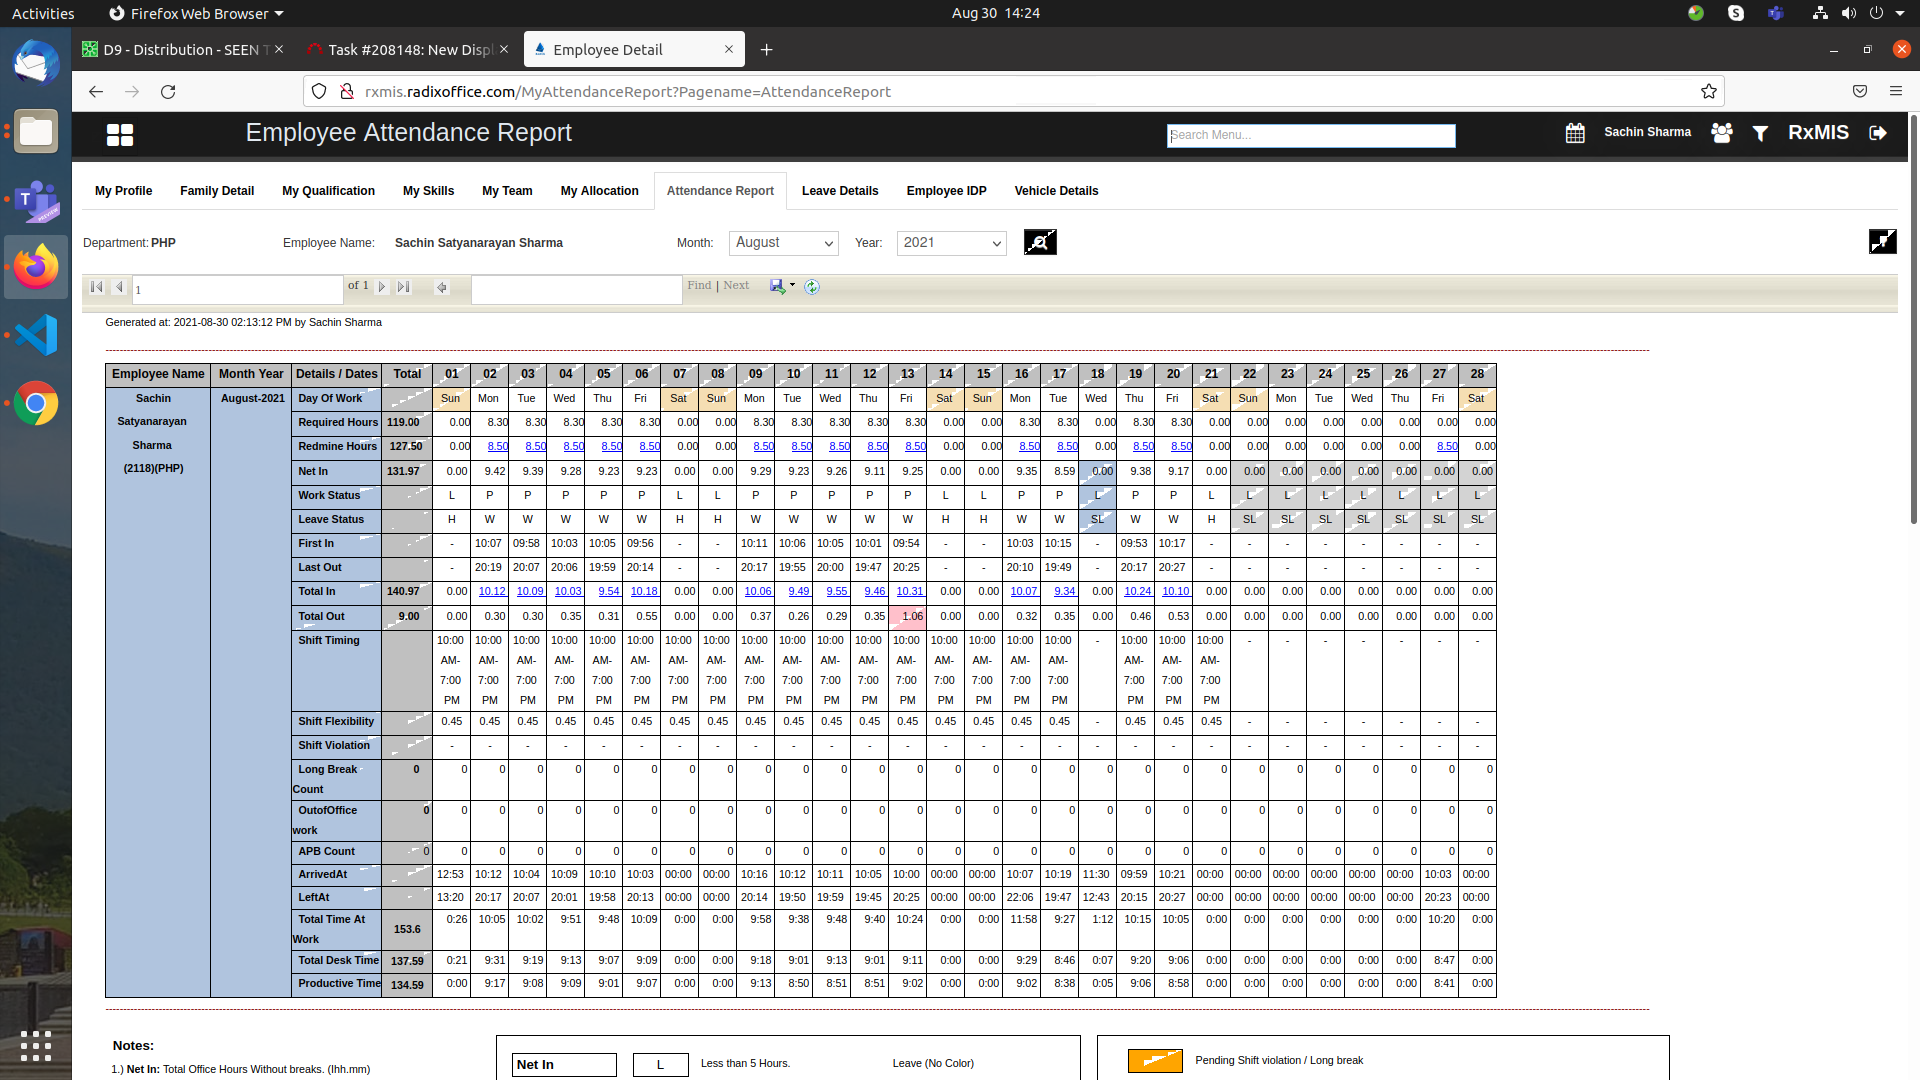 Activities Firefox Web Browser Aug 30 14:24
D9 - Distribution - SEEN T Task #208148: New Displ Employee Detail
rxmis.radixoffice.com/MyAttendanceReport?Pagename=AttendanceReport
Employee Attendance Report Search Menu... Sachin Sharma RxMIS
My Profile Family Detail My Qualification My Skills My Team My Allocation Attendance Report Leave Details Employee IDP Vehicle Details
Department: PHP Employee Name: Sachin Satyanarayan Sharma Month: August Year: 2021
1 of 1 Find | Next
Generated at: 2021-08-30 02:13:12 PM by Sachin Sharma
Employee Name Month Year Details / Dates Total 01 02 03 04 05 06 07 08 09 10 11 12 13 14 15 16 17 18 19 20 21 22 23 24 25 26 27 28
Sachin August-2021 Day Of Work Sun Mon Tue Wed Thu Fri Sat Sun Mon Tue Wed Thu Fri Sat Sun Mon Tue Wed Thu Fri Sat Sun Mon Tue Wed Thu Fri Sat
Satyanarayan Required Hours 119.00 0.00 8.30 8.30 8.30 8.30 8.30 0.00 0.00 8.30 8.30 8.30 8.30 8.30 0.00 0.00 8.30 8.30 0.00 8.30 8.30 0.00 0.00 0.00 0.00 0.00 0.00 0.00 0.00
Sharma Redmine Hours 127.50 0.00 8.50 8.50 8.50 8.50 8.50 0.00 0.00 8.50 8.50 8.50 8.50 8.50 0.00 0.00 8.50 8.50 0.00 8.50 8.50 0.00 0.00 0.00 0.00 0.00 0.00 8.50 0.00
(2118)(PHP) Net In 131.97 0.00 9.42 9.39 9.28 9.23 9.23 0.00 0.00 9.29 9.23 9.26 9.11 9.25 0.00 0.00 9.35 8.59 0.00 9.38 9.17 0.00 0.00 0.00 0.00 0.00 0.00 0.00 0.00
Work Status L P P P P P L L P P P P P L L P P L P P L L L L L L L L
Leave Status H W W W W W H H W W W W W H H W W SL W W H SL SL SL SL SL SL SL
First In - 10:07 09:58 10:03 10:05 09:56 - - 10:11 10:06 10:05 10:01 09:54 - - 10:03 10:15 - 09:53 10:17 - - - - - - - -
Last Out - 20:19 20:07 20:06 19:59 20:14 - - 20:17 19:55 20:00 19:47 20:25 - - 20:10 19:49 - 20:17 20:27 - - - - - - - -
Total In 140.97 0.00 10.12 10.09 10.03 9.54 10.18 0.00 0.00 10.06 9.49 9.55 9.46 10.31 0.00 0.00 10.07 9.34 0.00 10.24 10.10 0.00 0.00 0.00 0.00 0.00 0.00 0.00 0.00
Total Out 9.00 0.00 0.30 0.30 0.35 0.31 0.55 0.00 0.00 0.37 0.26 0.29 0.35 1.06 0.00 0.00 0.32 0.35 0.00 0.46 0.53 0.00 0.00 0.00 0.00 0.00 0.00 0.00 0.00
Shift Timing 10:00 10:00 10:00 10:00 10:00 10:00 10:00 10:00 10:00 10:00 10:00 10:00 10:00 10:00 10:00 10:00 10:00 - 10:00 10:00 10:00 - - - - - - -
AM- AM- AM- AM- AM- AM- AM- AM- AM- AM- AM- AM- AM- AM- AM- AM- AM- AM- AM- AM-
7:00 7:00 7:00 7:00 7:00 7:00 7:00 7:00 7:00 7:00 7:00 7:00 7:00 7:00 7:00 7:00 7:00 7:00 7:00 7:00
PM PM PM PM PM PM PM PM PM PM PM PM PM PM PM PM PM PM PM PM
Shift Flexibility 0.45 0.45 0.45 0.45 0.45 0.45 0.45 0.45 0.45 0.45 0.45 0.45 0.45 0.45 0.45 0.45 0.45 - 0.45 0.45 0.45 - - - - - - -
Shift Violation - - - - - - - - - - - - - - - - - - - - - - - - - - - -
Long Break 0 0 0 0 0 0 0 0 0 0 0 0 0 0 0 0 0 0 0 0 0 0 0 0 0 0 0 0 0
Count
OutofOffice 0 0 0 0 0 0 0 0 0 0 0 0 0 0 0 0 0 0 0 0 0 0 0 0 0 0 0 0 0
work
APB Count 0 0 0 0 0 0 0 0 0 0 0 0 0 0 0 0 0 0 0 0 0 0 0 0 0 0 0 0 0
ArrivedAt 12:53 10:12 10:04 10:09 10:10 10:03 00:00 00:00 10:16 10:12 10:11 10:05 10:00 00:00 00:00 10:07 10:19 11:30 09:59 10:21 00:00 00:00 00:00 00:00 00:00 00:00 10:03 00:00
LeftAt 13:20 20:17 20:07 20:01 19:58 20:13 00:00 00:00 20:14 19:50 19:59 19:45 20:25 00:00 00:00 22:06 19:47 12:43 20:15 20:27 00:00 00:00 00:00 00:00 00:00 00:00 20:23 00:00
Total Time At 153.6 0:26 10:05 10:02 9:51 9:48 10:09 0:00 0:00 9:58 9:38 9:48 9:40 10:24 0:00 0:00 11:58 9:27 1:12 10:15 10:05 0:00 0:00 0:00 0:00 0:00 0:00 10:20 0:00
Work
Total Desk Time 137.59 0:21 9:31 9:19 9:13 9:07 9:09 0:00 0:00 9:18 9:01 9:13 9:01 9:11 0:00 0:00 9:29 8:46 0:07 9:20 9:06 0:00 0:00 0:00 0:00 0:00 0:00 8:47 0:00
Productive Time 134.59 0:00 9:17 9:08 9:09 9:01 9:07 0:00 0:00 9:13 8:50 8:51 8:51 9:02 0:00 0:00 9:02 8:38 0:05 9:06 8:58 0:00 0:00 0:00 0:00 0:00 0:00 8:41 0:00
Notes:
Net In L Less than 5 Hours. Leave (No Color) Pending Shift violation / Long break
1.) Net In: Total Office Hours Without breaks. (Ihh.mm)